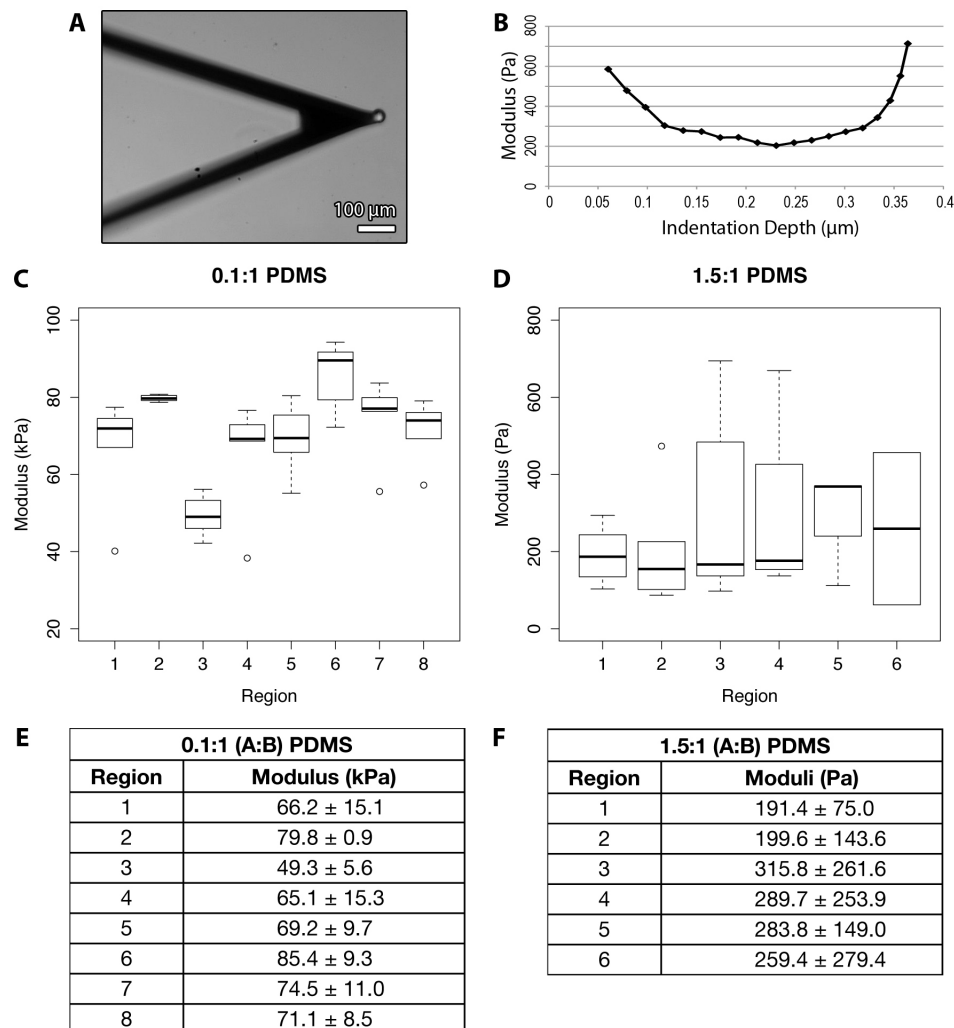 A
100 µm
B
Modulus (Pa)
800
600
400
200
0
0 0.05 0.1 0.15 0.2 0.25 0.3 0.35 0.4
Indentation Depth (µm)
C
0.1:1 PDMS
Modulus (kPa)
100
80
60
40
20
1 2 3 4 5 6 7 8
Region
D
1.5:1 PDMS
Modulus (Pa)
800
600
400
200
0
1 2 3 4 5 6
Region
E
0.1:1 (A:B) PDMS
Region Modulus (kPa)
1 66.2 ± 15.1
2 79.8 ± 0.9
3 49.3 ± 5.6
4 65.1 ± 15.3
5 69.2 ± 9.7
6 85.4 ± 9.3
7 74.5 ± 11.0
8 71.1 ± 8.5
F
1.5:1 (A:B) PDMS
Region Moduli (Pa)
1 191.4 ± 75.0
2 199.6 ± 143.6
3 315.8 ± 261.6
4 289.7 ± 253.9
5 283.8 ± 149.0
6 259.4 ± 279.4